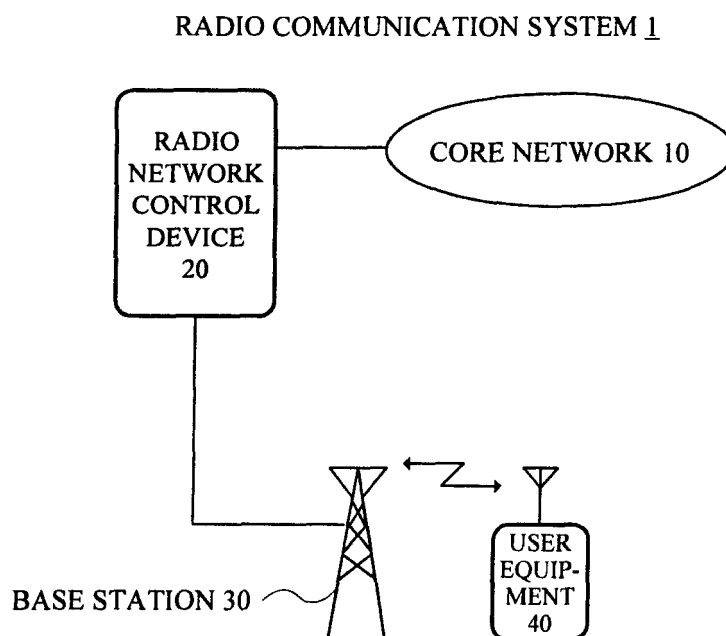 RADIO COMMUNICATION SYSTEM 1
RADIO
NETWORK
CONTROL
DEVICE
20
CORE NETWORK 10
USER
EQUIP-
MENT
40
BASE STATION 30